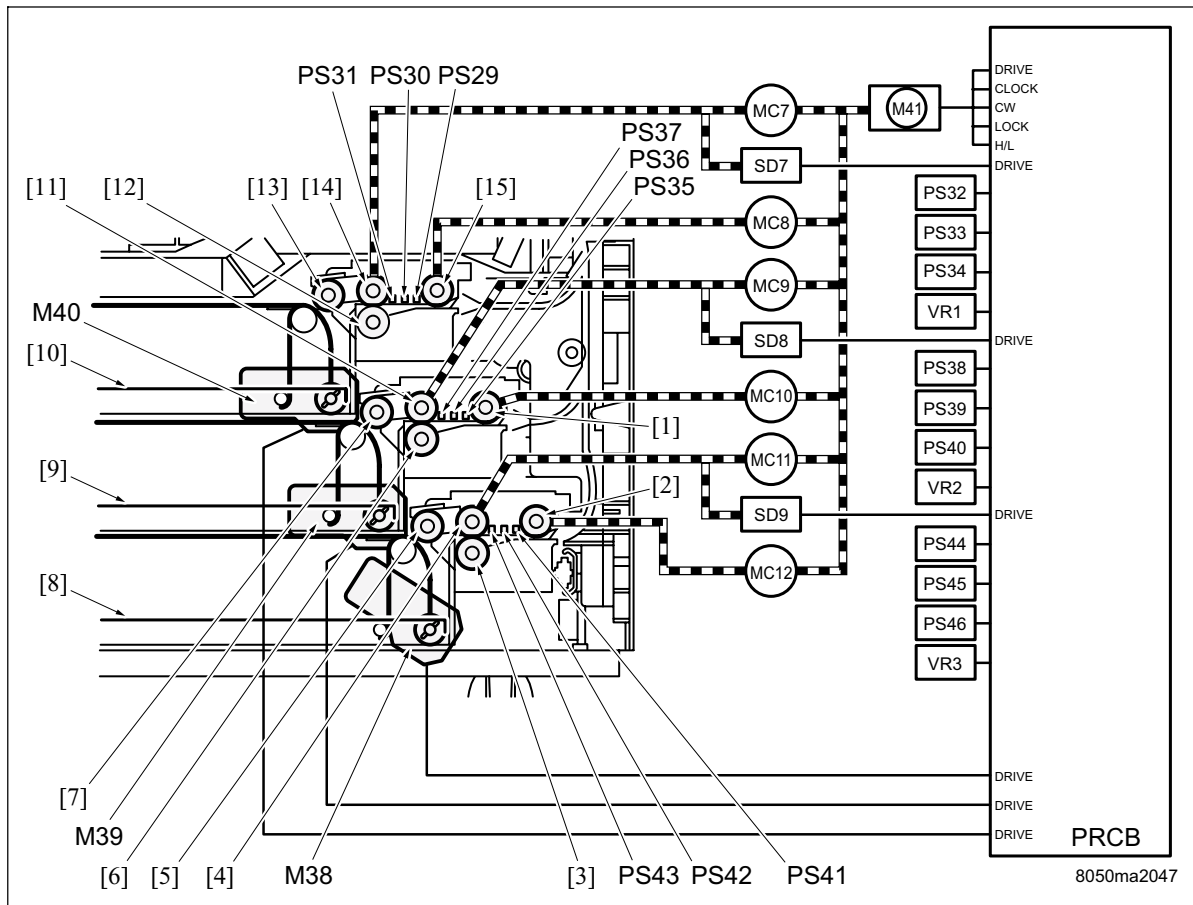 DRIVE
CLOCK
CW
LOCK
H/L
DRIVE
PS31 PS30 PS29
MC7
M41
PS37
PS36
PS35
SD7
[11] [12] [13] [14] [15]
PS32
MC8
PS33
MC9
PS34
VR1
M40
SD8
DRIVE
[10]
PS38
MC10
PS39
[1]
PS40
MC11
[9]
[2]
VR2
SD9
DRIVE
PS44
MC12
PS45
[8]
PS46
VR3
DRIVE
DRIVE
DRIVE
[7]
M39
[6] [5] [4] M38 [3] PS43 PS42 PS41
PRCB
8050ma2047